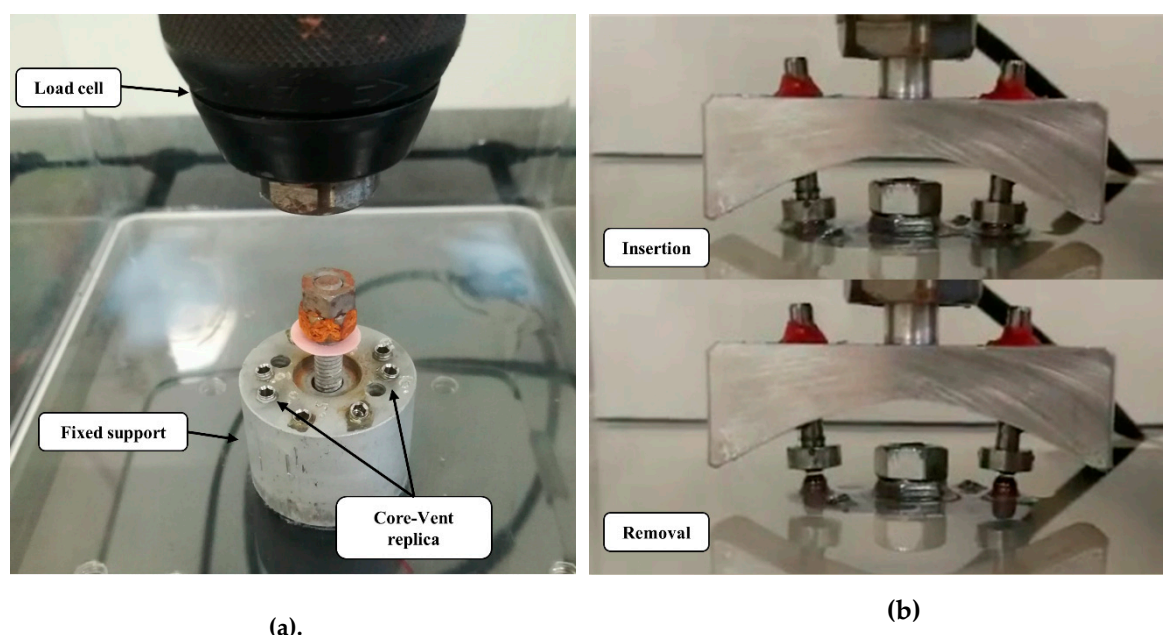 Load cell
Fixed support
Core-Vent
replica
(a).
Insertion
Removal
(b)